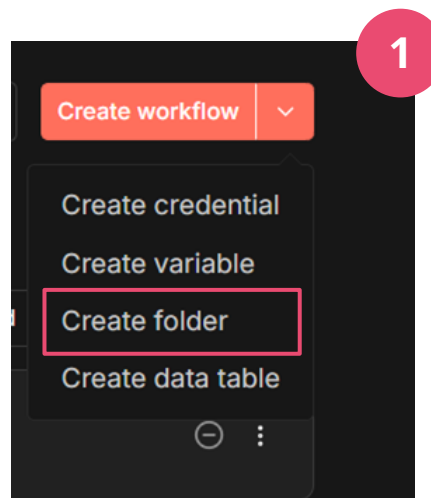 1
Create workflow
Create credential
Create variable
Create folder
Create data table